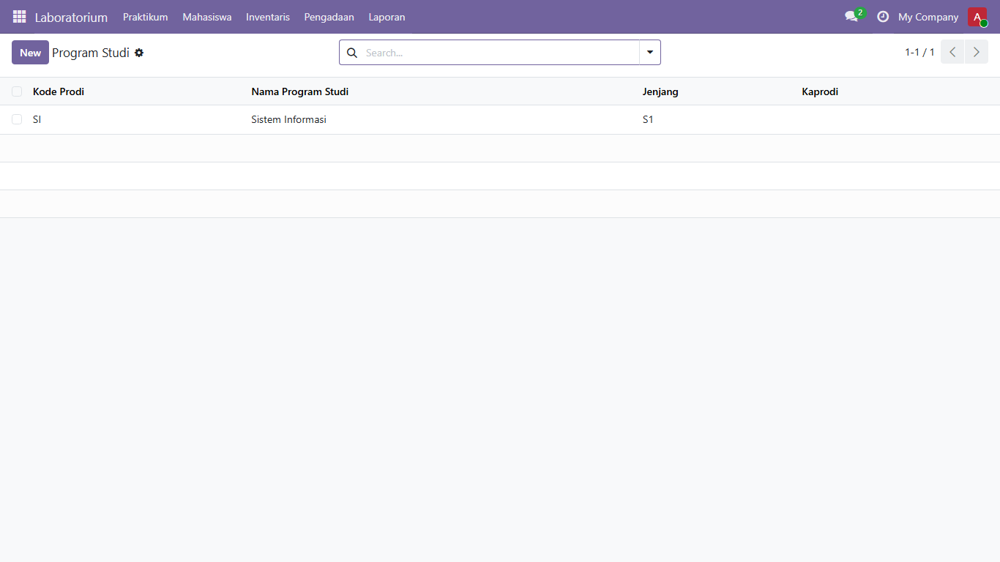 Laboratorium Praktikum Mahasiswa Inventaris Pengadaan Laporan 2 My Company A
New Program Studi Search... 1-1 / 1
Kode Prodi Nama Program Studi Jenjang Kaprodi
SI Sistem Informasi S1